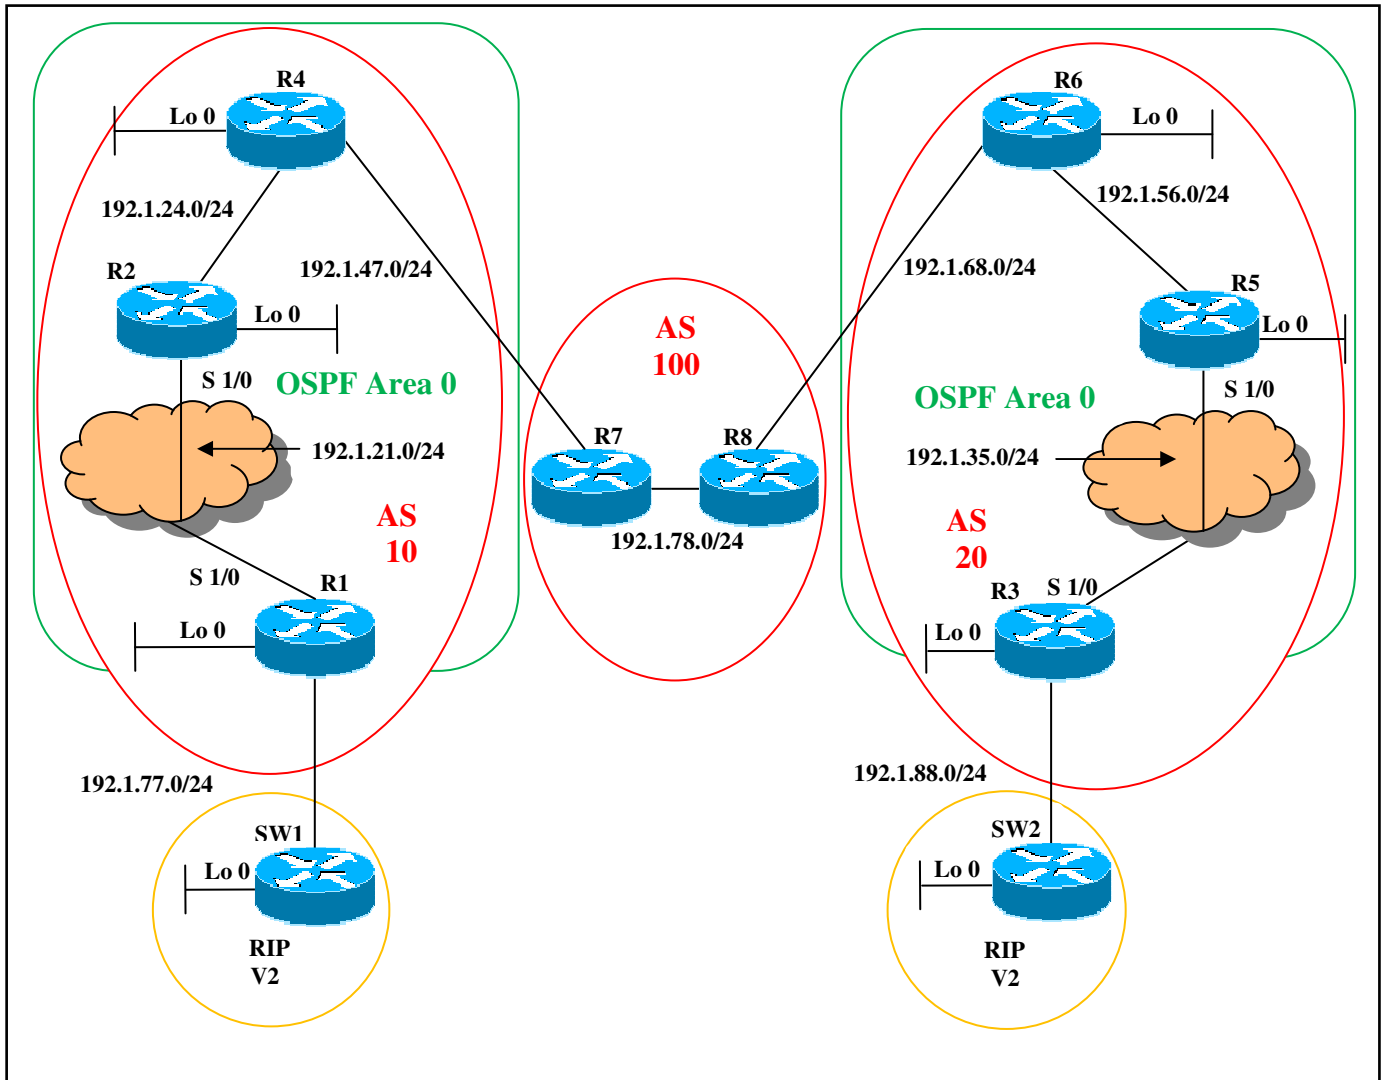 R4
R6
Lo 0
Lo 0
192.1.24.0/24
192.1.56.0/24
192.1.47.0/24
192.1.68.0/24
R2
R5
Lo 0
Lo 0
AS
100
S 1/0
OSPF Area 0
S 1/0
OSPF Area 0
192.1.21.0/24
R7
R8
192.1.35.0/24
AS
10
AS
20
192.1.78.0/24
S 1/0
R1
R3
S 1/0
Lo 0
Lo 0
192.1.77.0/24
192.1.88.0/24
SW1
SW2
Lo 0
Lo 0
RIP
V2
RIP
V2